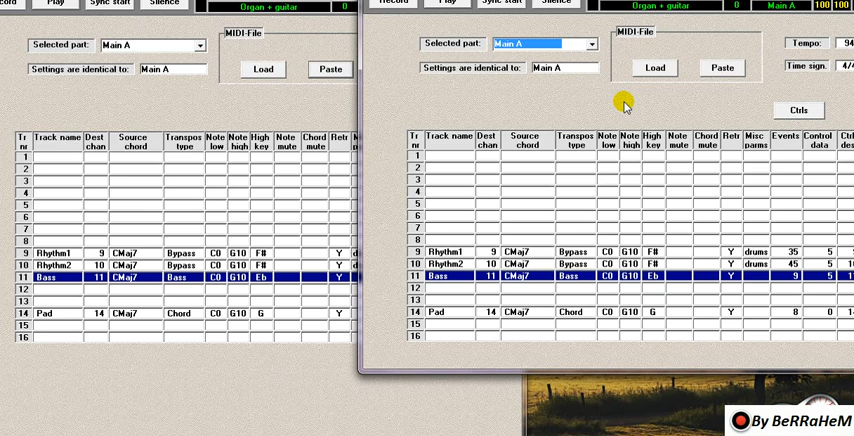 cord Play Sync start Silence Organ + guitar 0
Selected part: Main A
MIDI-File
Settings are identical to: Main A
Load Paste
Tr nr Track name Dest chan Source chord Transpos type Note low Note high High key Note mute Chord mute Retr
1
2
3
4
5
6
7
8
9 Rhythm1 9 CMaj7 Bypass C0 G10 F# Y
10 Rhythm2 10 CMaj7 Bypass C0 G10 F# Y
11 Bass 11 CMaj7 Bass C0 G10 Eb Y
12
13
14 Pad 14 CMaj7 Chord C0 G10 G Y
15
16
Record Play Sync start Silence Organ + guitar 0 Main A 100 100
Selected part: Main A
MIDI-File
Tempo: 94
Settings are identical to: Main A
Load Paste
Time sign. 4/4
Ctrls
Tr nr Track name Dest chan Source chord Transpos type Note low Note high High key Note mute Chord mute Retr Misc parms Events Control data
1
2
3
4
5
6
7
8
9 Rhythm1 9 CMaj7 Bypass C0 G10 F# Y drums 35 5
10 Rhythm2 10 CMaj7 Bypass C0 G10 F# Y drums 45 5
11 Bass 11 CMaj7 Bass C0 G10 Eb Y 9 5
12
13
14 Pad 14 CMaj7 Chord C0 G10 G Y 8 0
15
16
By BeRRaHeM